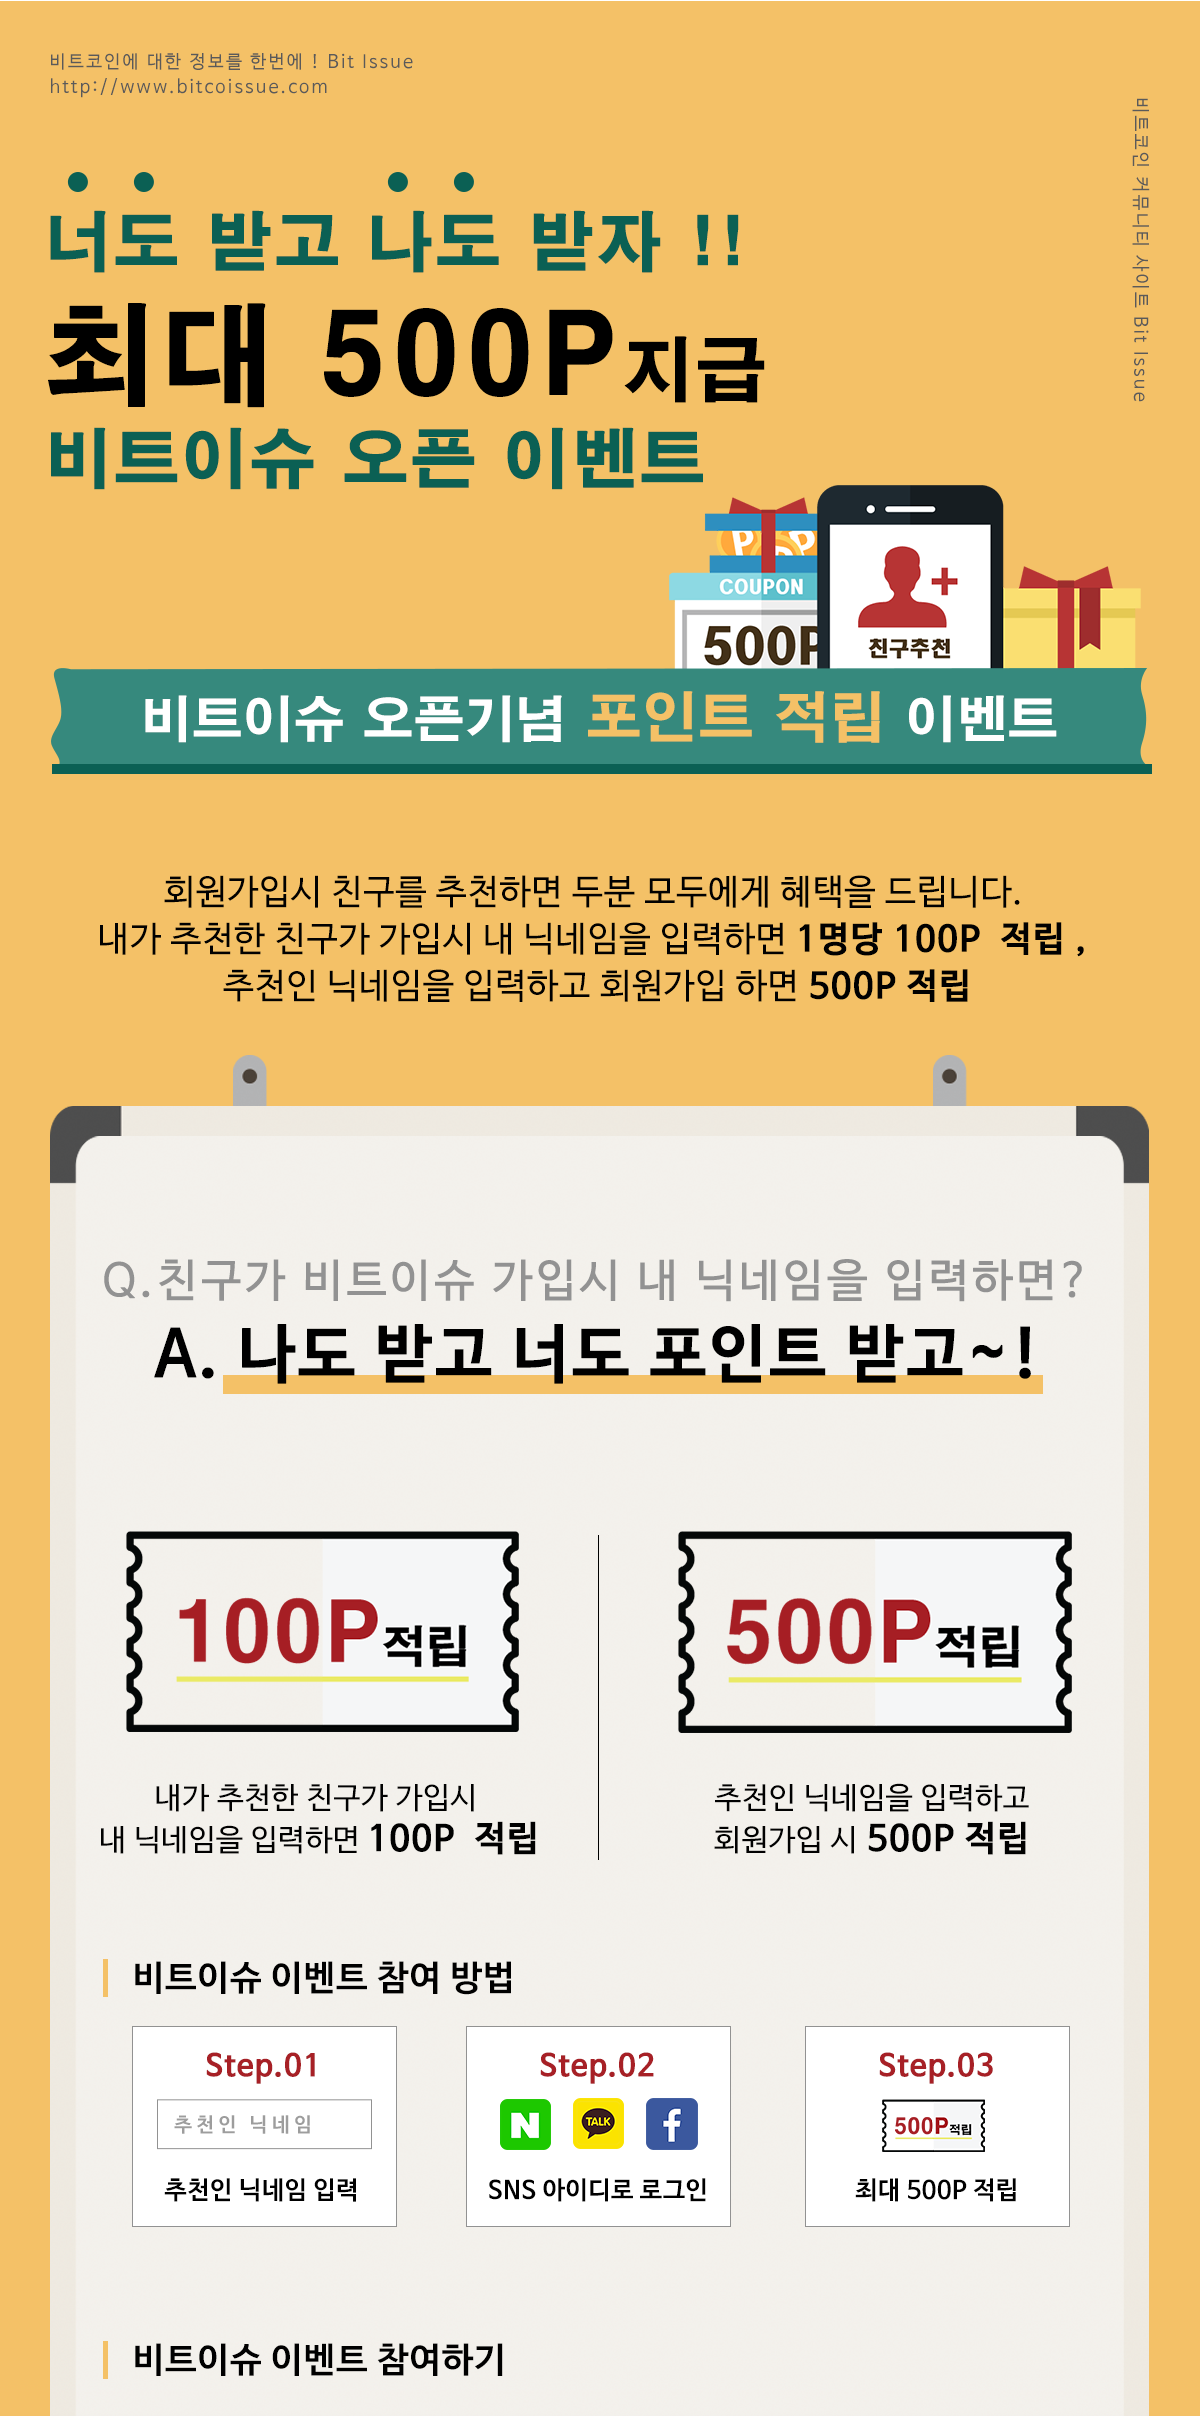 비트코인에 대한 정보를 한번에 ! Bit Issue
http://www.bitcoissue.com
비트코인 커뮤니티 사이트 Bit Issue
너도 받고 나도 받자 !!
최대 500P지급
비트이슈 오픈 이벤트
P P
COUPON
500P
친구추천
비트이슈 오픈기념 포인트 적립 이벤트
회원가입시 친구를 추천하면 두분 모두에게 혜택을 드립니다.
내가 추천한 친구가 가입시 내 닉네임을 입력하면 1명당 100P 적립 ,
추천인 닉네임을 입력하고 회원가입 하면 500P 적립
Q.친구가 비트이슈 가입시 내 닉네임을 입력하면?
A. 나도 받고 너도 포인트 받고~!
100P적립
내가 추천한 친구가 가입시
내 닉네임을 입력하면 100P 적립
500P적립
추천인 닉네임을 입력하고
회원가입 시 500P 적립
비트이슈 이벤트 참여 방법
Step.01
추천인 닉네임
추천인 닉네임 입력
Step.02
N TALK f
SNS 아이디로 로그인
Step.03
500P적립
최대 500P 적립
비트이슈 이벤트 참여하기